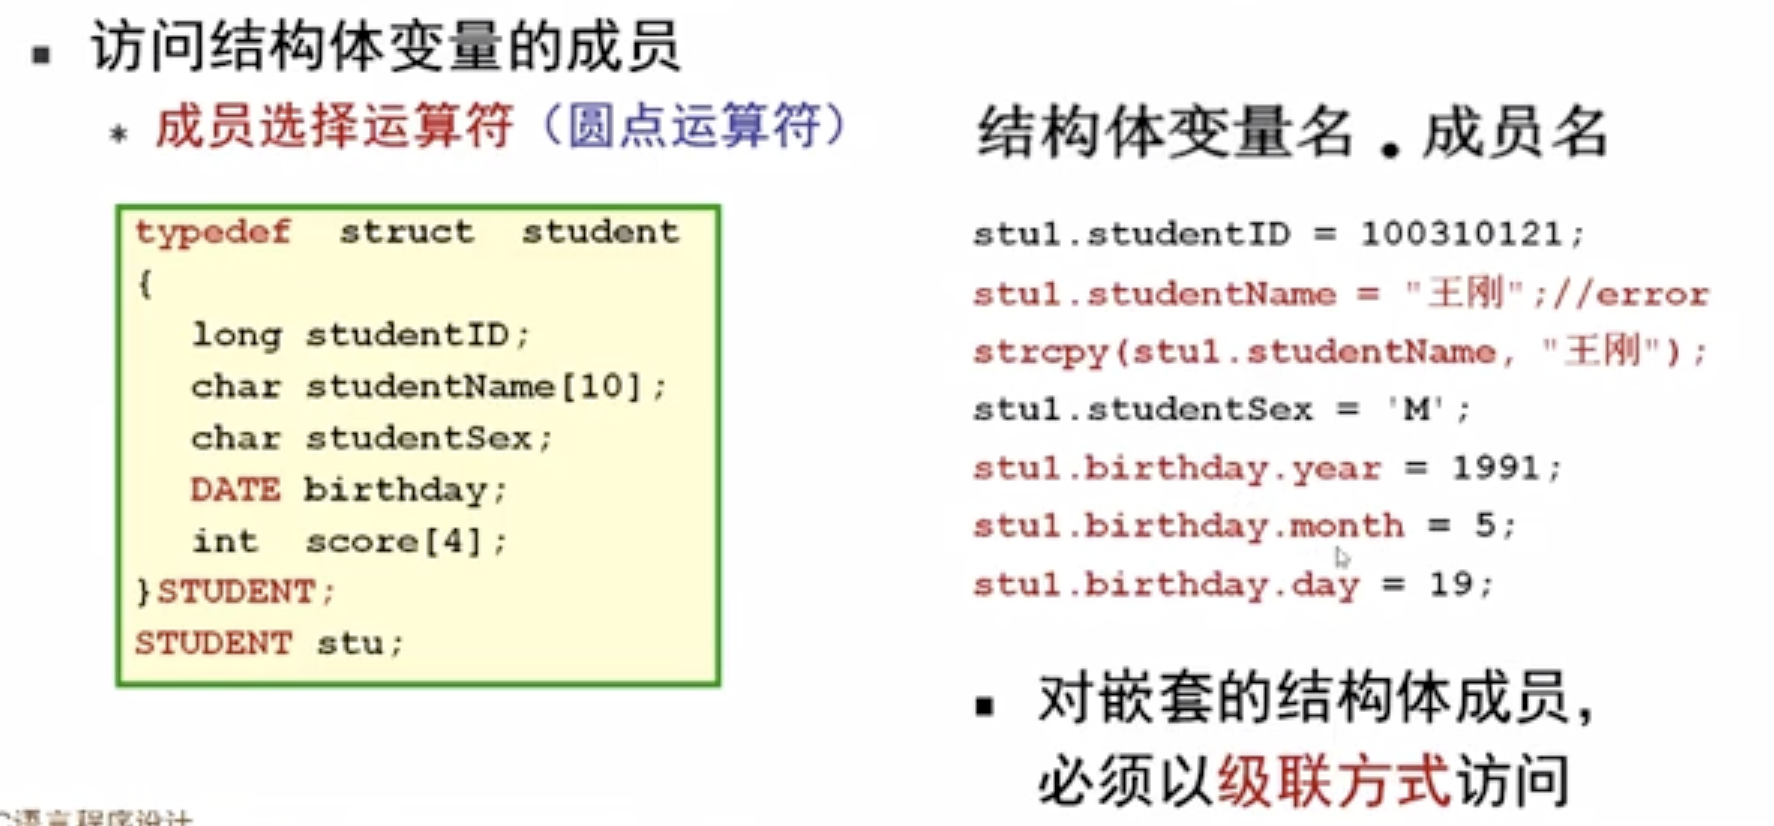 ▪ 访问结构体变量的成员
* 成员选择运算符（圆点运算符）
typedef struct student
{
long studentID;
char studentName[10];
char studentSex;
DATE birthday;
int score[4];
}STUDENT;
STUDENT stu;
结构体变量名.成员名
stu1.studentID = 100310121;
stu1.studentName = "王刚";//error
strcpy(stu1.studentName, "王刚");
stu1.studentSex = 'M';
stu1.birthday.year = 1991;
stu1.birthday.month = 5;
stu1.birthday.day = 19;
▪ 对嵌套的结构体成员,
必须以级联方式访问
C语言程序设计